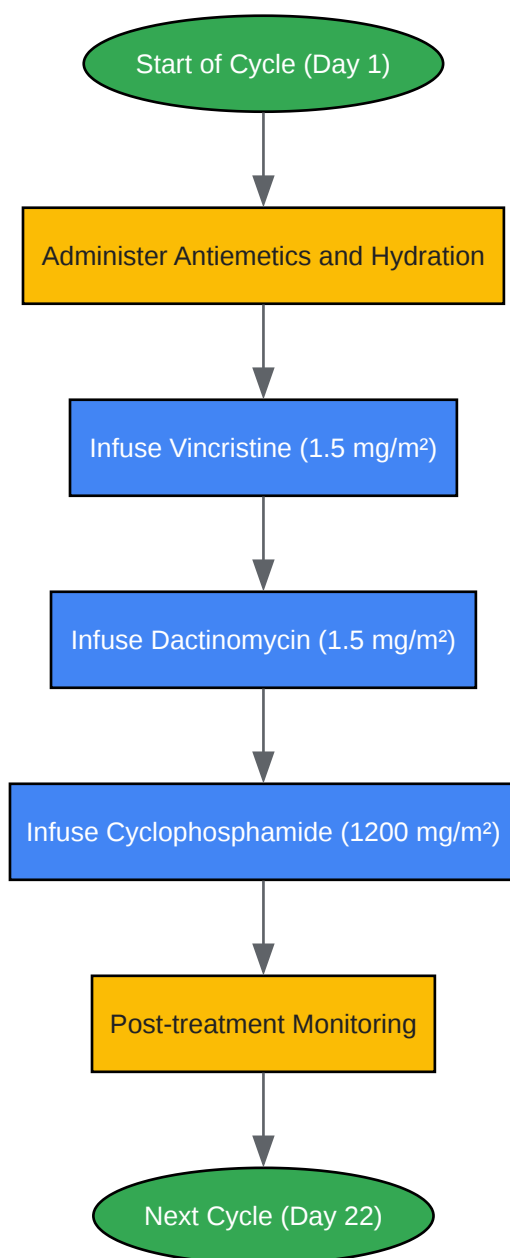 Start of Cycle (Day 1)
Administer Antiemetics and Hydration
Infuse Vincristine (1.5 mg/m²)
Infuse Dactinomycin (1.5 mg/m²)
Infuse Cyclophosphamide (1200 mg/m²)
Post-treatment Monitoring
Next Cycle (Day 22)